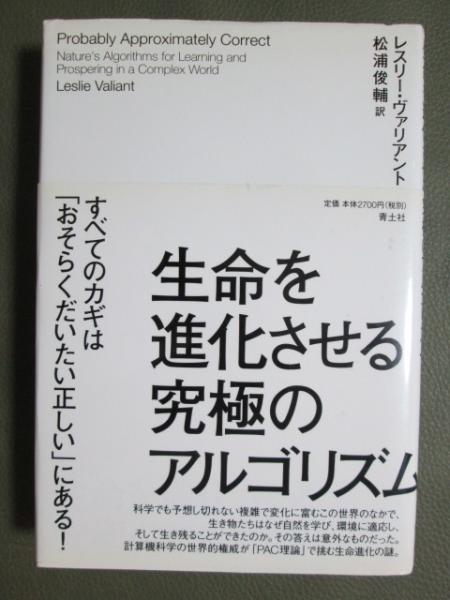 Probably Approximately Correct
Nature's Algorithms for Learning and
Prospering in a Complex World
Leslie Valiant
レスリー・ヴァリアント
松浦俊輔 訳
定価 本体2700円(税別)
青土社
すべてのカギは
「おそらくだいたい正しい」にある!
生命を
進化させる
究極の
アルゴリズム
科学でも予想し切れない複雑で変化に富むこの世界のなかで、
生き物たちはなぜ自然を学び、環境に適応し、
そして生き残ることができたのか。その答えは意外なものだった。
計算機科学の世界的権威が「PAC理論」で挑む生命進化の謎。